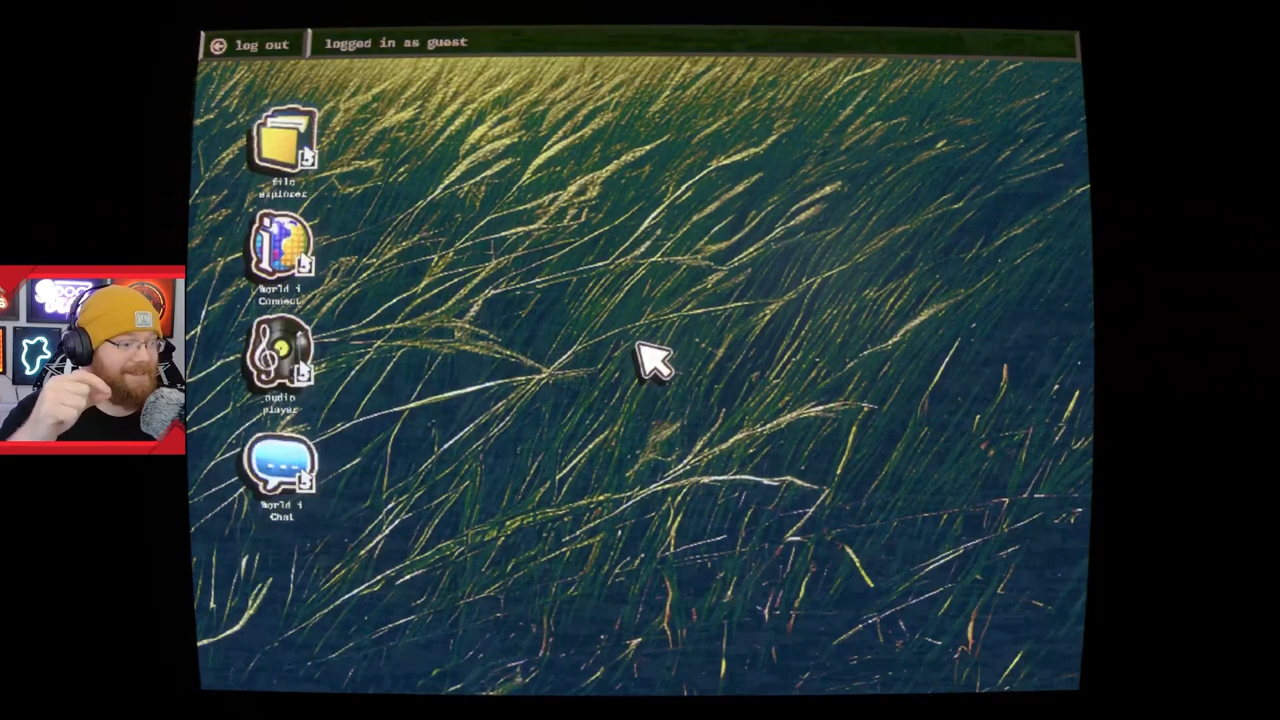 log out
logged in as guest
file
explorer
World i
Connect
audio
player
World i
Chat